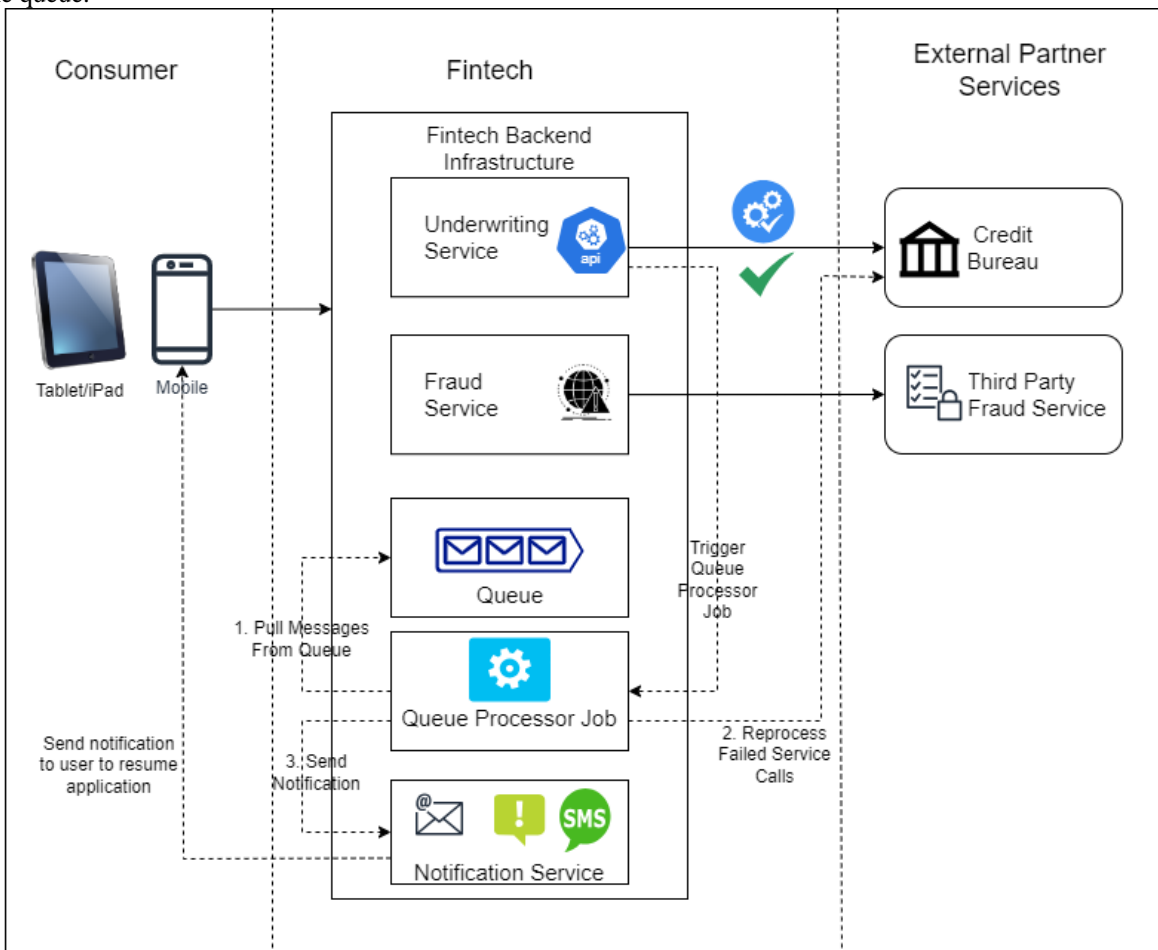 queue.
Consumer
Fintech
External Partner
Services
Fintech Backend
Infrastructure
Underwriting
Service
api
Credit
Bureau
Tablet/iPad
Mobile
Fraud
Service
Third Party
Fraud Service
Queue
Trigger
Queue
Processor
Job
1. Pull Messages
From Queue
Queue Processor Job
2. Reprocess
Failed Service
Calls
Send notification
to user to resume
application
3. Send
Notification
@
!
SMS
Notification Service